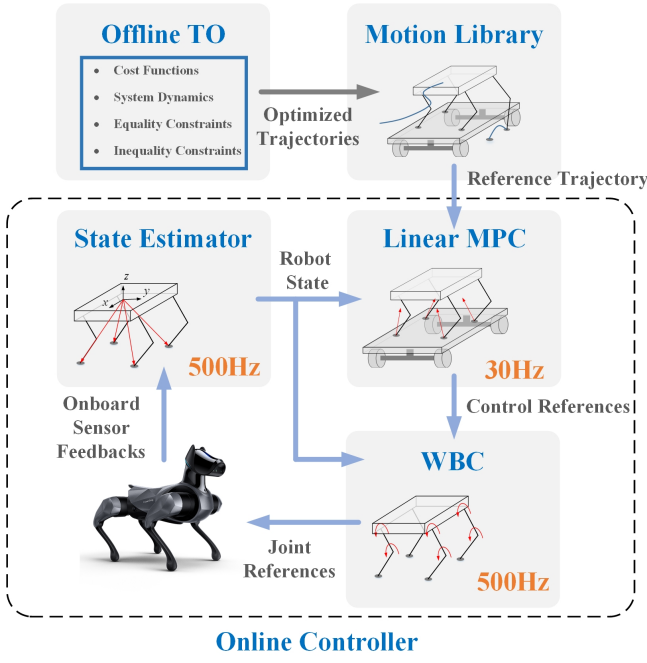 Offline TO
• Cost Functions
• System Dynamics
• Equality Constraints
• Inequality Constraints
Optimized
Trajectories
Motion Library
Reference Trajectory
State Estimator
z
y
x
500Hz
Robot
State
Linear MPC
30Hz
Onboard
Sensor
Feedbacks
Control References
WBC
500Hz
Joint
References
Online Controller